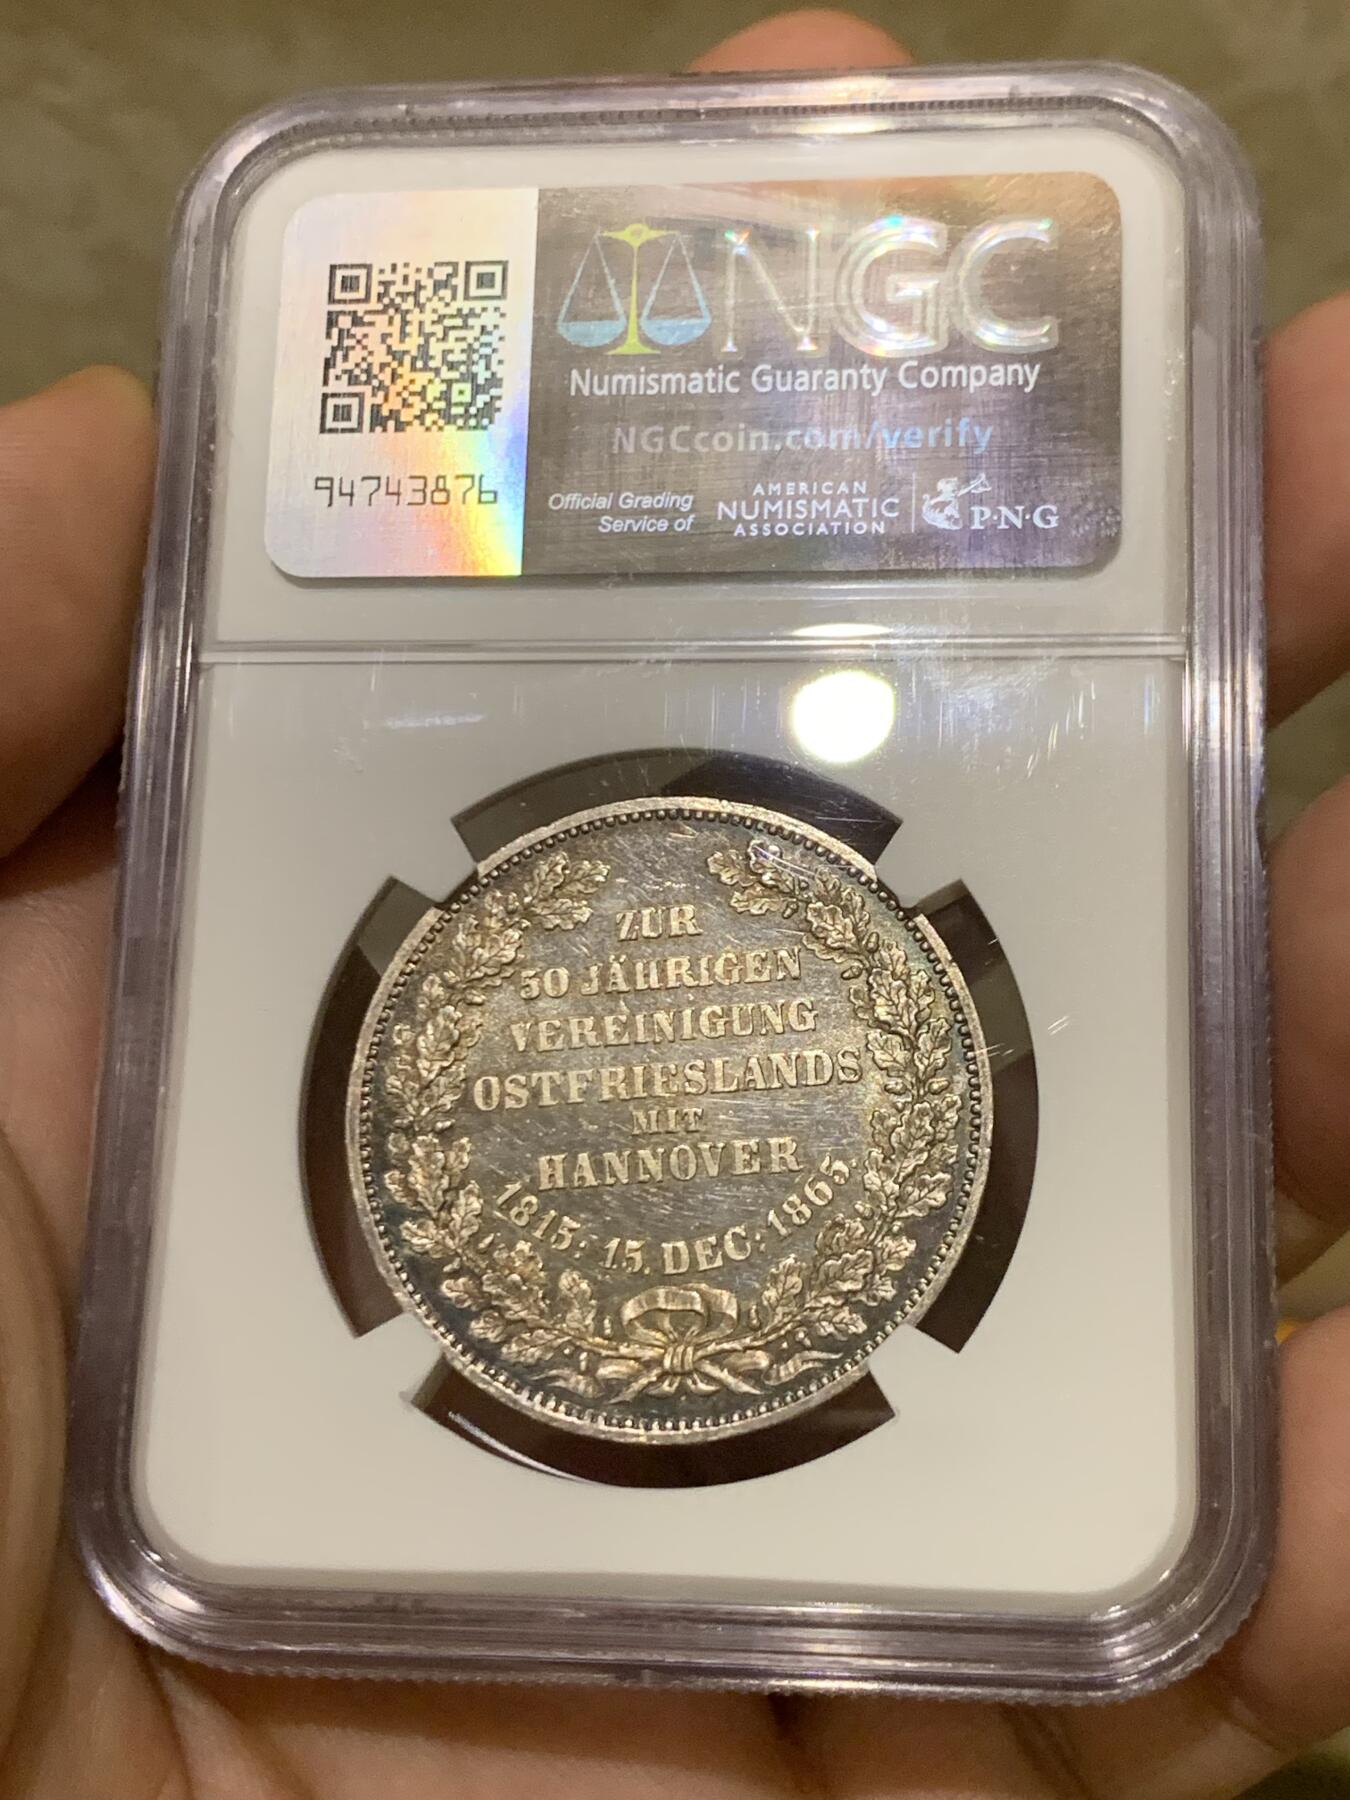 NGC
Numismatic Guaranty Company
NGCcoin.com/verify
94743876
Official Grading
Service of
AMERICAN
NUMISMATIC
ASSOCIATION
P·N·G
ZUR
50 JÄHRIGEN
VEREINIGUNG
OSTFRIESLANDS
MIT
HANNOVER
1815: 15. DEC: 1865.